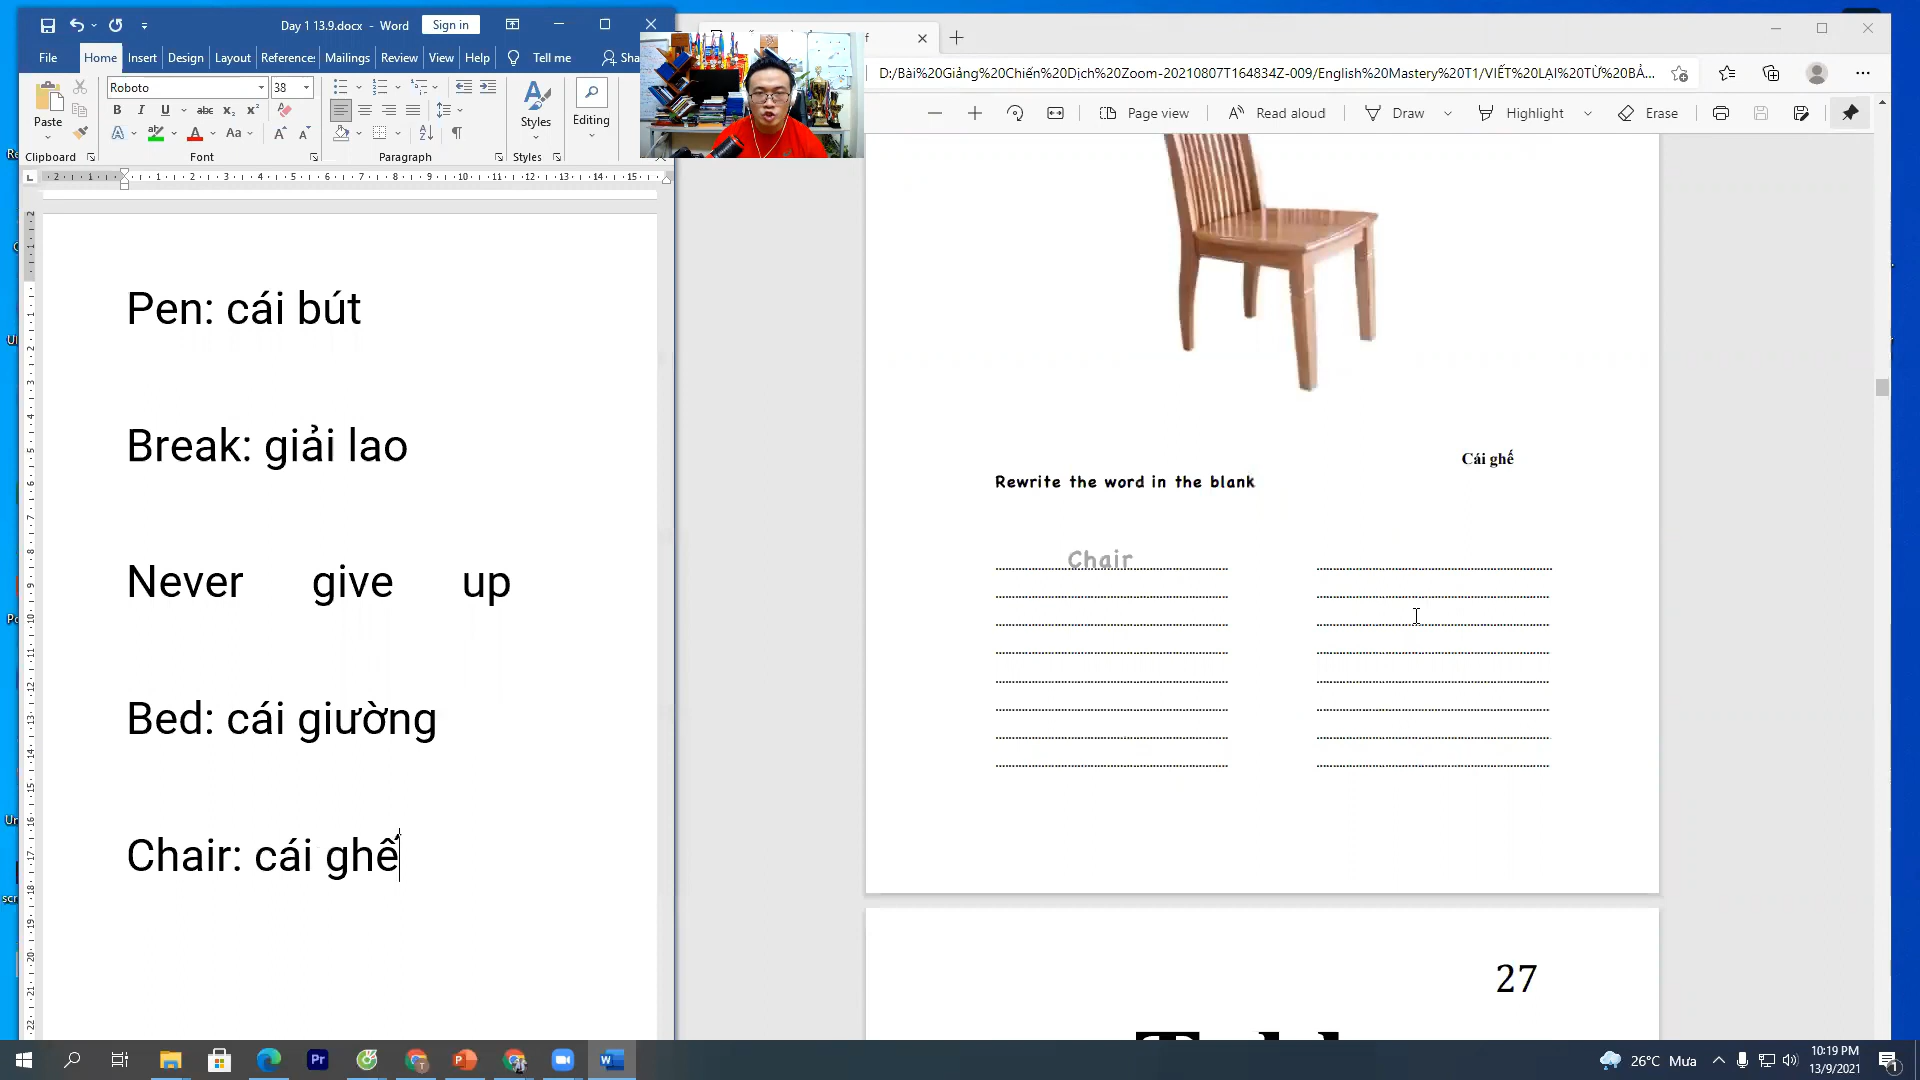 Day 1 13.9.docx - Word
Sign in
File
Home
Insert
Design
Layout
Reference:
Mailings
Review
View
Help
Tell me
Sha
Paste
Clipboard
Roboto
38
Font
Paragraph
Styles
Styles
Editing
Pen: cái bút
Break: giải lao
Never give up
Bed: cái giường
Chair: cái ghế
D:/Bài%20Giảng%20Chiến%20Dịch%20Zoom-20210807T164834Z-009/English%20Mastery%20T1/VIẾT%20LẠI%20TỪ%20BẢ...
Page view
Read aloud
Draw
Highlight
Erase
Cái ghế
Rewrite the word in the blank
Chair
27
26°C Mưa
10:19 PM
13/9/2021